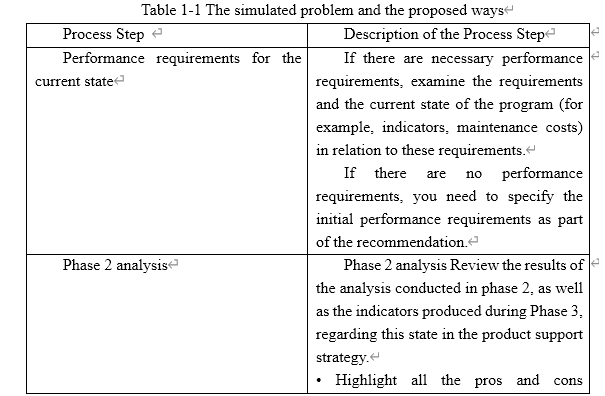 Table 1-1 The simulated problem and the proposed ways
Process Step
Description of the Process Step
Performance requirements for the
current state
If there are necessary performance
requirements, examine the requirements
and the current state of the program (for
example, indicators, maintenance costs)
in relation to these requirements.
If there are no performance
requirements, you need to specify the
initial performance requirements as part
of the recommendation.
Phase 2 analysis
Phase 2 analysis Review the results of
the analysis conducted in phase 2, as well
as the indicators produced during Phase 3,
regarding this state in the product support
strategy.
• Highlight all the pros and cons